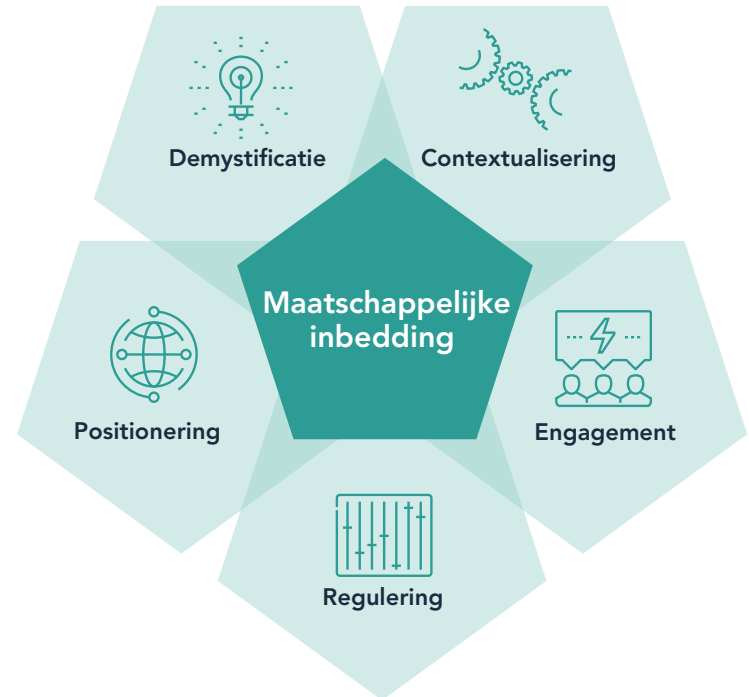 Demystificatie
Contextualisering
Maatschappelijke
inbedding
Positionering
Engagement
Regulering